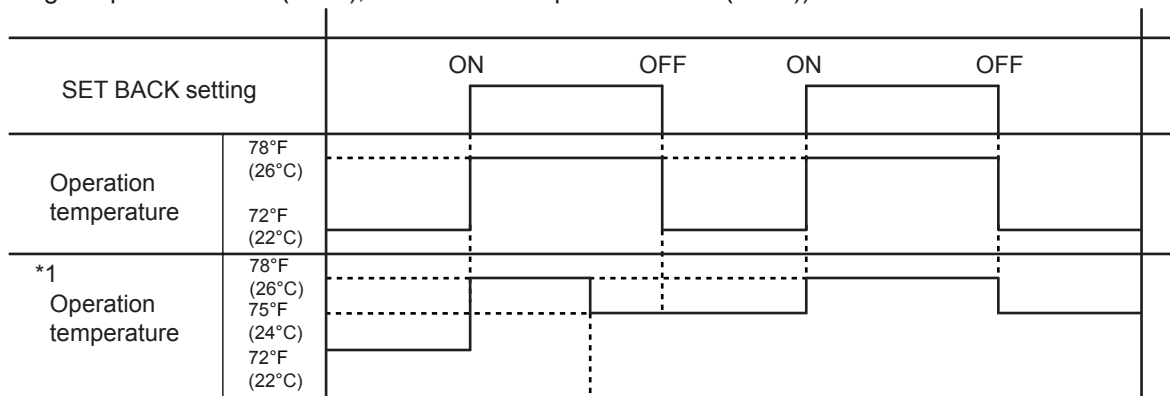 ON OFF ON OFF
SET BACK setting
78°F
(26°C)
Operation
temperature
72°F
(22°C)
*1
Operation
temperature
78°F
(26°C)
75°F
(24°C)
72°F
(22°C)